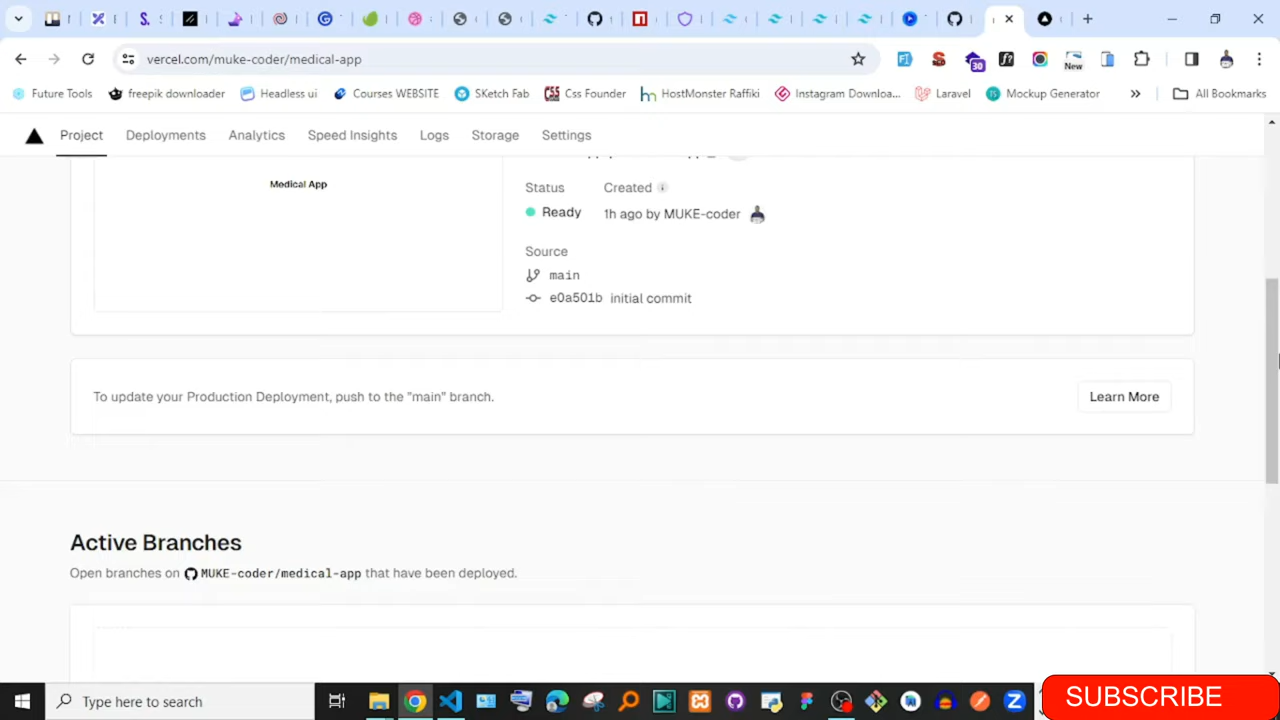 vercel.com/muke-coder/medical-app
30
New
Future Tools
freepik downloader
Headless ui
Courses WEBSITE
SKetch Fab
Css Founder
HostMonster Raffiki
Instagram Downloa...
Laravel
Mockup Generator
All Bookmarks
Project
Deployments
Analytics
Speed Insights
Logs
Storage
Settings
Medical App
Status
Created
Ready
1h ago by MUKE-coder
Source
main
e0a501b initial commit
To update your Production Deployment, push to the "main" branch.
Learn More
Active Branches
Open branches on MUKE-coder/medical-app that have been deployed.
Type here to search
SUBSCRIBE